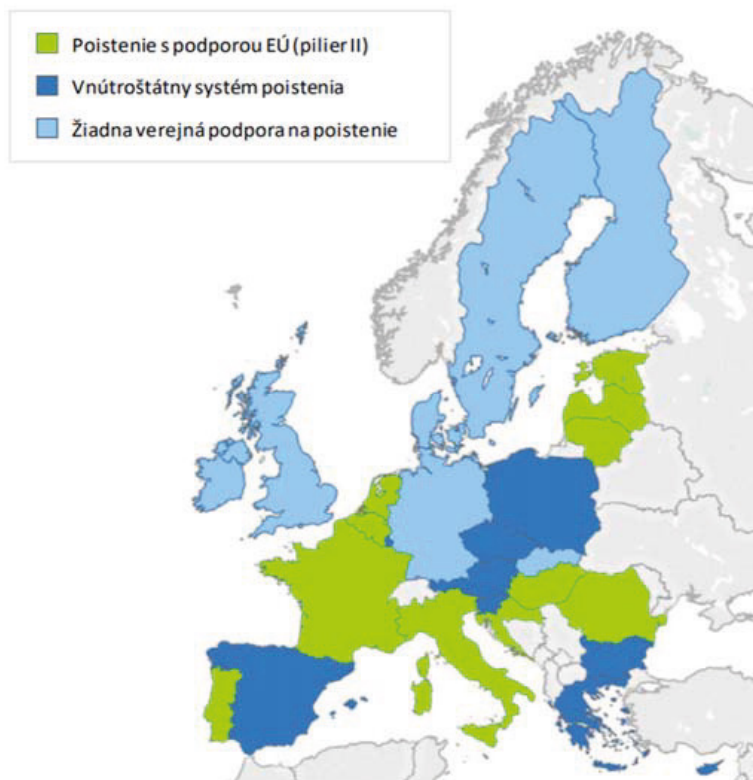 Poistenie s podporou EÚ (pilier II)
Vnútroštátny systém poistenia
Žiadna verejná podpora na poistenie